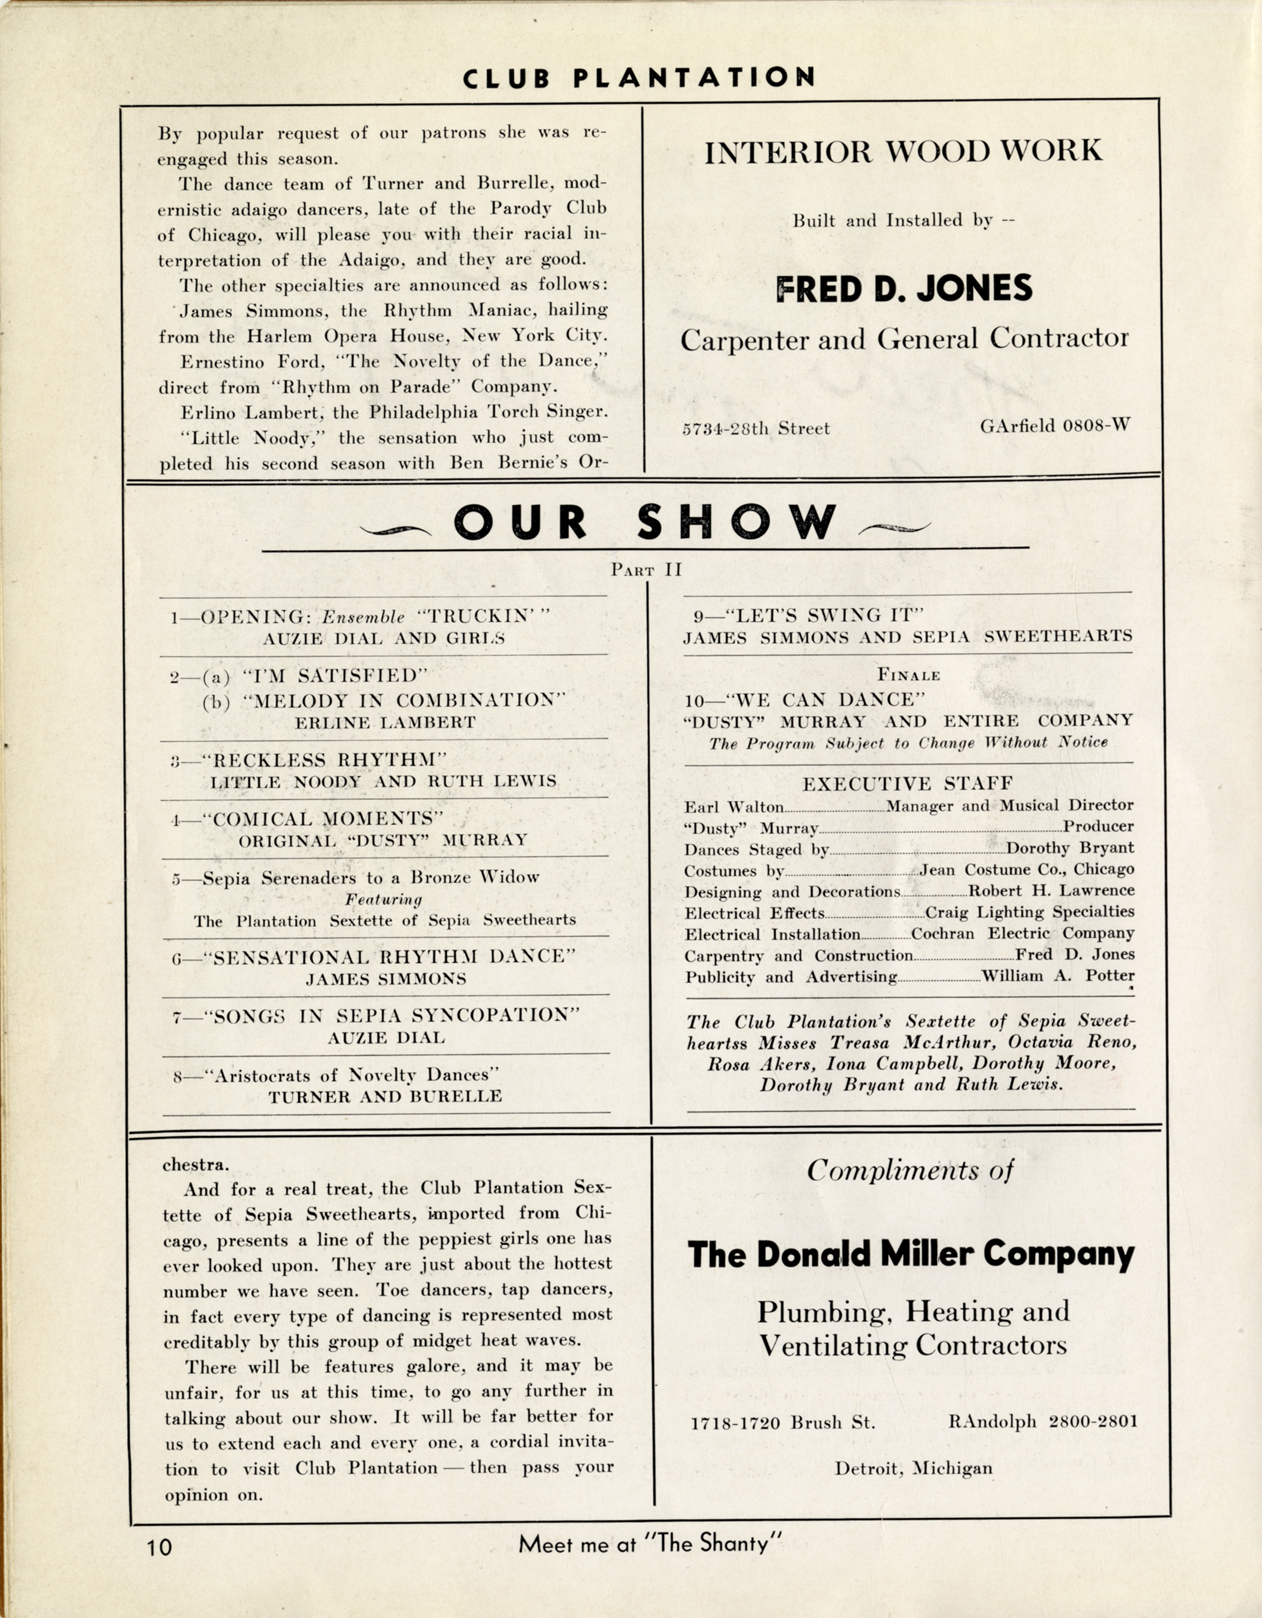 CLUB PLANTATION
By popular request of our patrons she was re-
engaged this season.
The dance team of Turner and Burrelle, mod-
ernistic adaigo dancers, late of the Parody Club
of Chicago, will please you with their racial in-
terpretation of the Adaigo, and they are good.
The other specialties are announced as follows:
James Simmons, the Rhythm Maniac, hailing
from the Harlem Opera House, New York City.
Ernestino Ford, "The Novelty of the Dance,"
direct from "Rhythm on Parade" Company.
Erlino Lambert, the Philadelphia Torch Singer.
"Little Noody," the sensation who just com-
pleted his second season with Ben Bernie's Or-
INTERIOR WOOD WORK
Built and Installed by --
FRED D. JONES
Carpenter and General Contractor
5734-28th Street GArfield 0808-W
OUR SHOW
PART II
1—OPENING: Ensemble "TRUCKIN' "
AUZIE DIAL AND GIRLS
2—(a) "I'M SATISFIED"
(b) "MELODY IN COMBINATION"
ERLINE LAMBERT
3—"RECKLESS RHYTHM"
LITTLE NOODY AND RUTH LEWIS
4—"COMICAL MOMENTS"
ORIGINAL "DUSTY" MURRAY
5—Sepia Serenaders to a Bronze Widow
Featuring
The Plantation Sextette of Sepia Sweethearts
6—"SENSATIONAL RHYTHM DANCE"
JAMES SIMMONS
7—"SONGS IN SEPIA SYNCOPATION"
AUZIE DIAL
8—"Aristocrats of Novelty Dances"
TURNER AND BURELLE
9—"LET'S SWING IT"
JAMES SIMMONS AND SEPIA SWEETHEARTS
FINALE
10—"WE CAN DANCE"
"DUSTY" MURRAY AND ENTIRE COMPANY
The Program Subject to Change Without Notice
EXECUTIVE STAFF
Earl Walton Manager and Musical Director
"Dusty" Murray Producer
Dances Staged by Dorothy Bryant
Costumes by Jean Costume Co., Chicago
Designing and Decorations Robert H. Lawrence
Electrical Effects Craig Lighting Specialties
Electrical Installation Cochran Electric Company
Carpentry and Construction Fred D. Jones
Publicity and Advertising William A. Potter
The Club Plantation's Sextette of Sepia Sweet-
heartss Misses Treasa McArthur, Octavia Reno,
Rosa Akers, Iona Campbell, Dorothy Moore,
Dorothy Bryant and Ruth Lewis.
chestra.
And for a real treat, the Club Plantation Sex-
tette of Sepia Sweethearts, imported from Chi-
cago, presents a line of the peppiest girls one has
ever looked upon. They are just about the hottest
number we have seen. Toe dancers, tap dancers,
in fact every type of dancing is represented most
creditably by this group of midget heat waves.
There will be features galore, and it may be
unfair, for us at this time, to go any further in
talking about our show. It will be far better for
us to extend each and every one, a cordial invita-
tion to visit Club Plantation — then pass your
opinion on.
Compliments of
The Donald Miller Company
Plumbing, Heating and
Ventilating Contractors
1718-1720 Brush St. RAndolph 2800-2801
Detroit, Michigan
10 Meet me at "The Shanty"